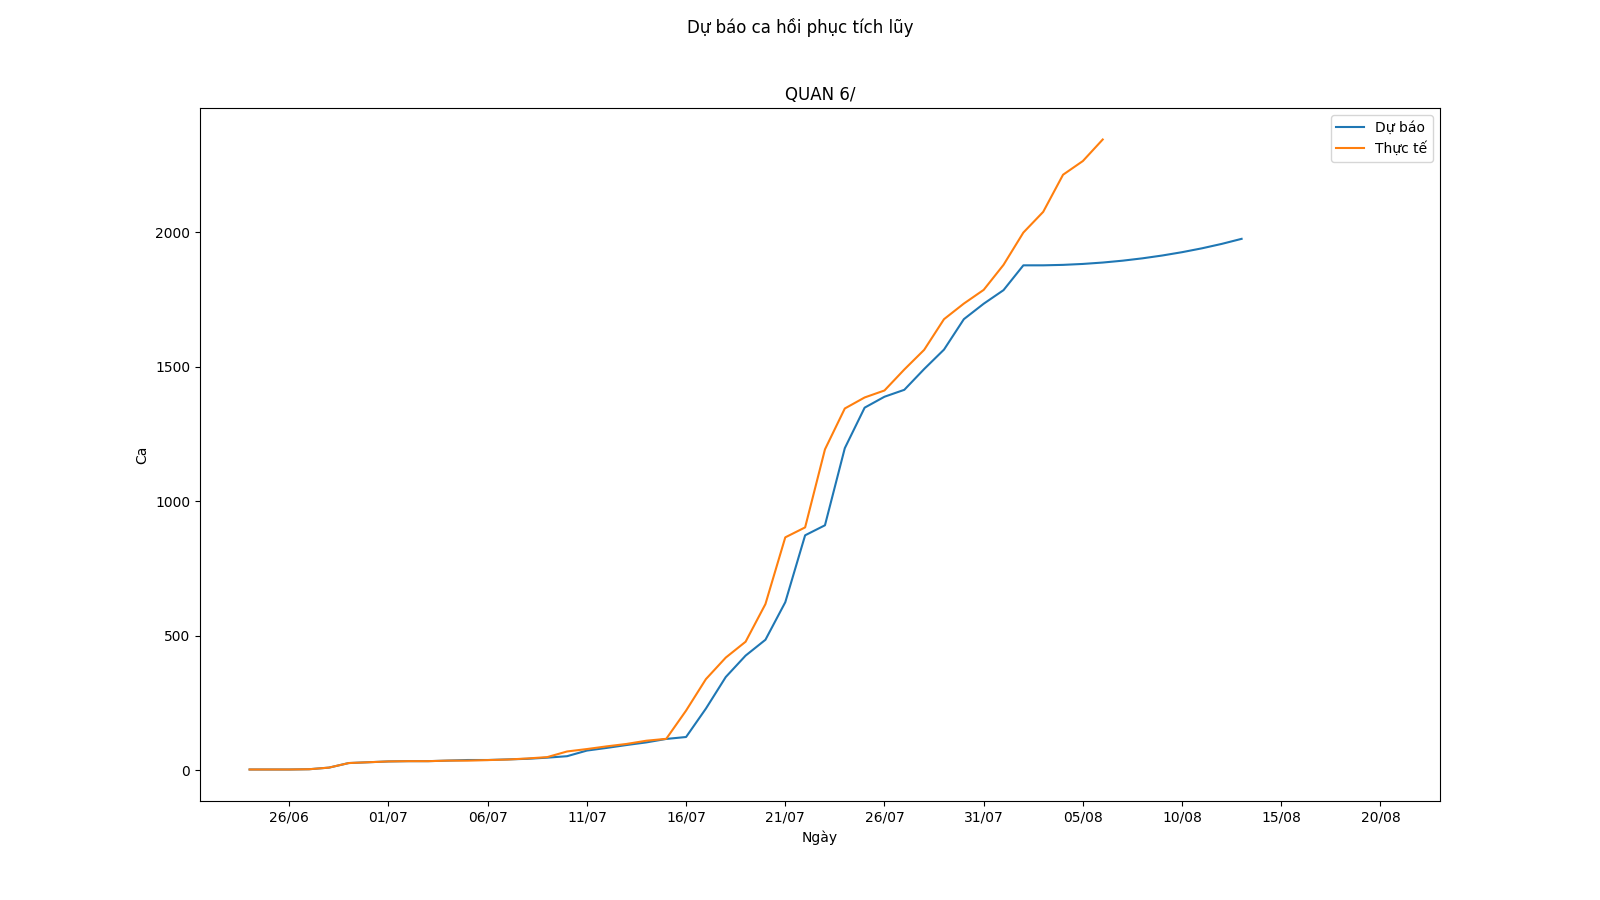 Dự báo ca hồi phục tích lũy
QUAN 6/
Dự báo
Thực tế
2000
1500
1000
500
0
Ca
26/06 01/07 06/07 11/07 16/07 21/07 26/07 31/07 05/08 10/08 15/08 20/08
Ngày